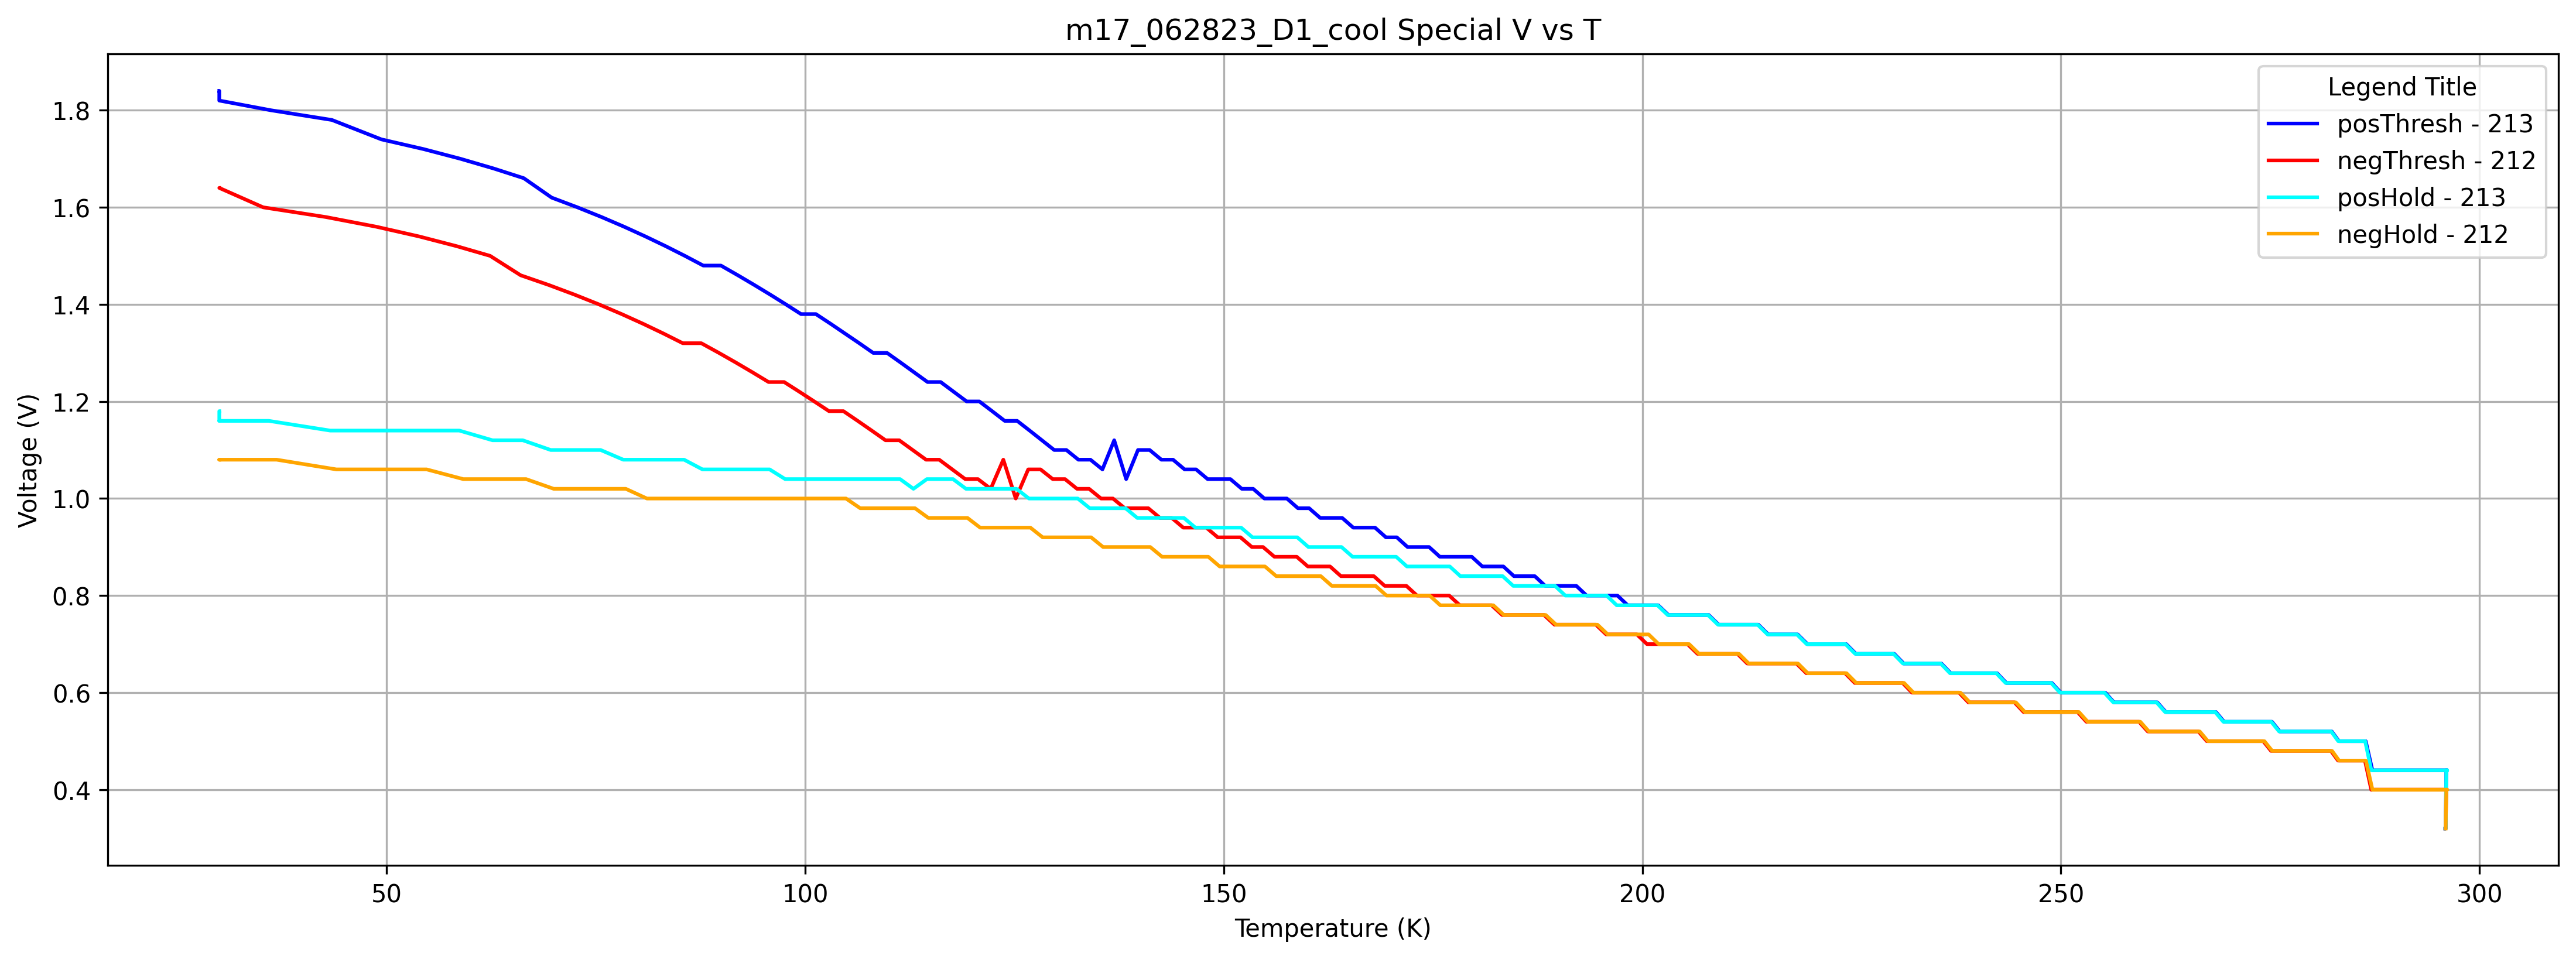 m17_062823_D1_cool Special V vs T
Legend Title
posThresh - 213
negThresh - 212
posHold - 213
negHold - 212
Voltage (V)
1.8
1.6
1.4
1.2
1.0
0.8
0.6
0.4
50 100 150 200 250 300
Temperature (K)